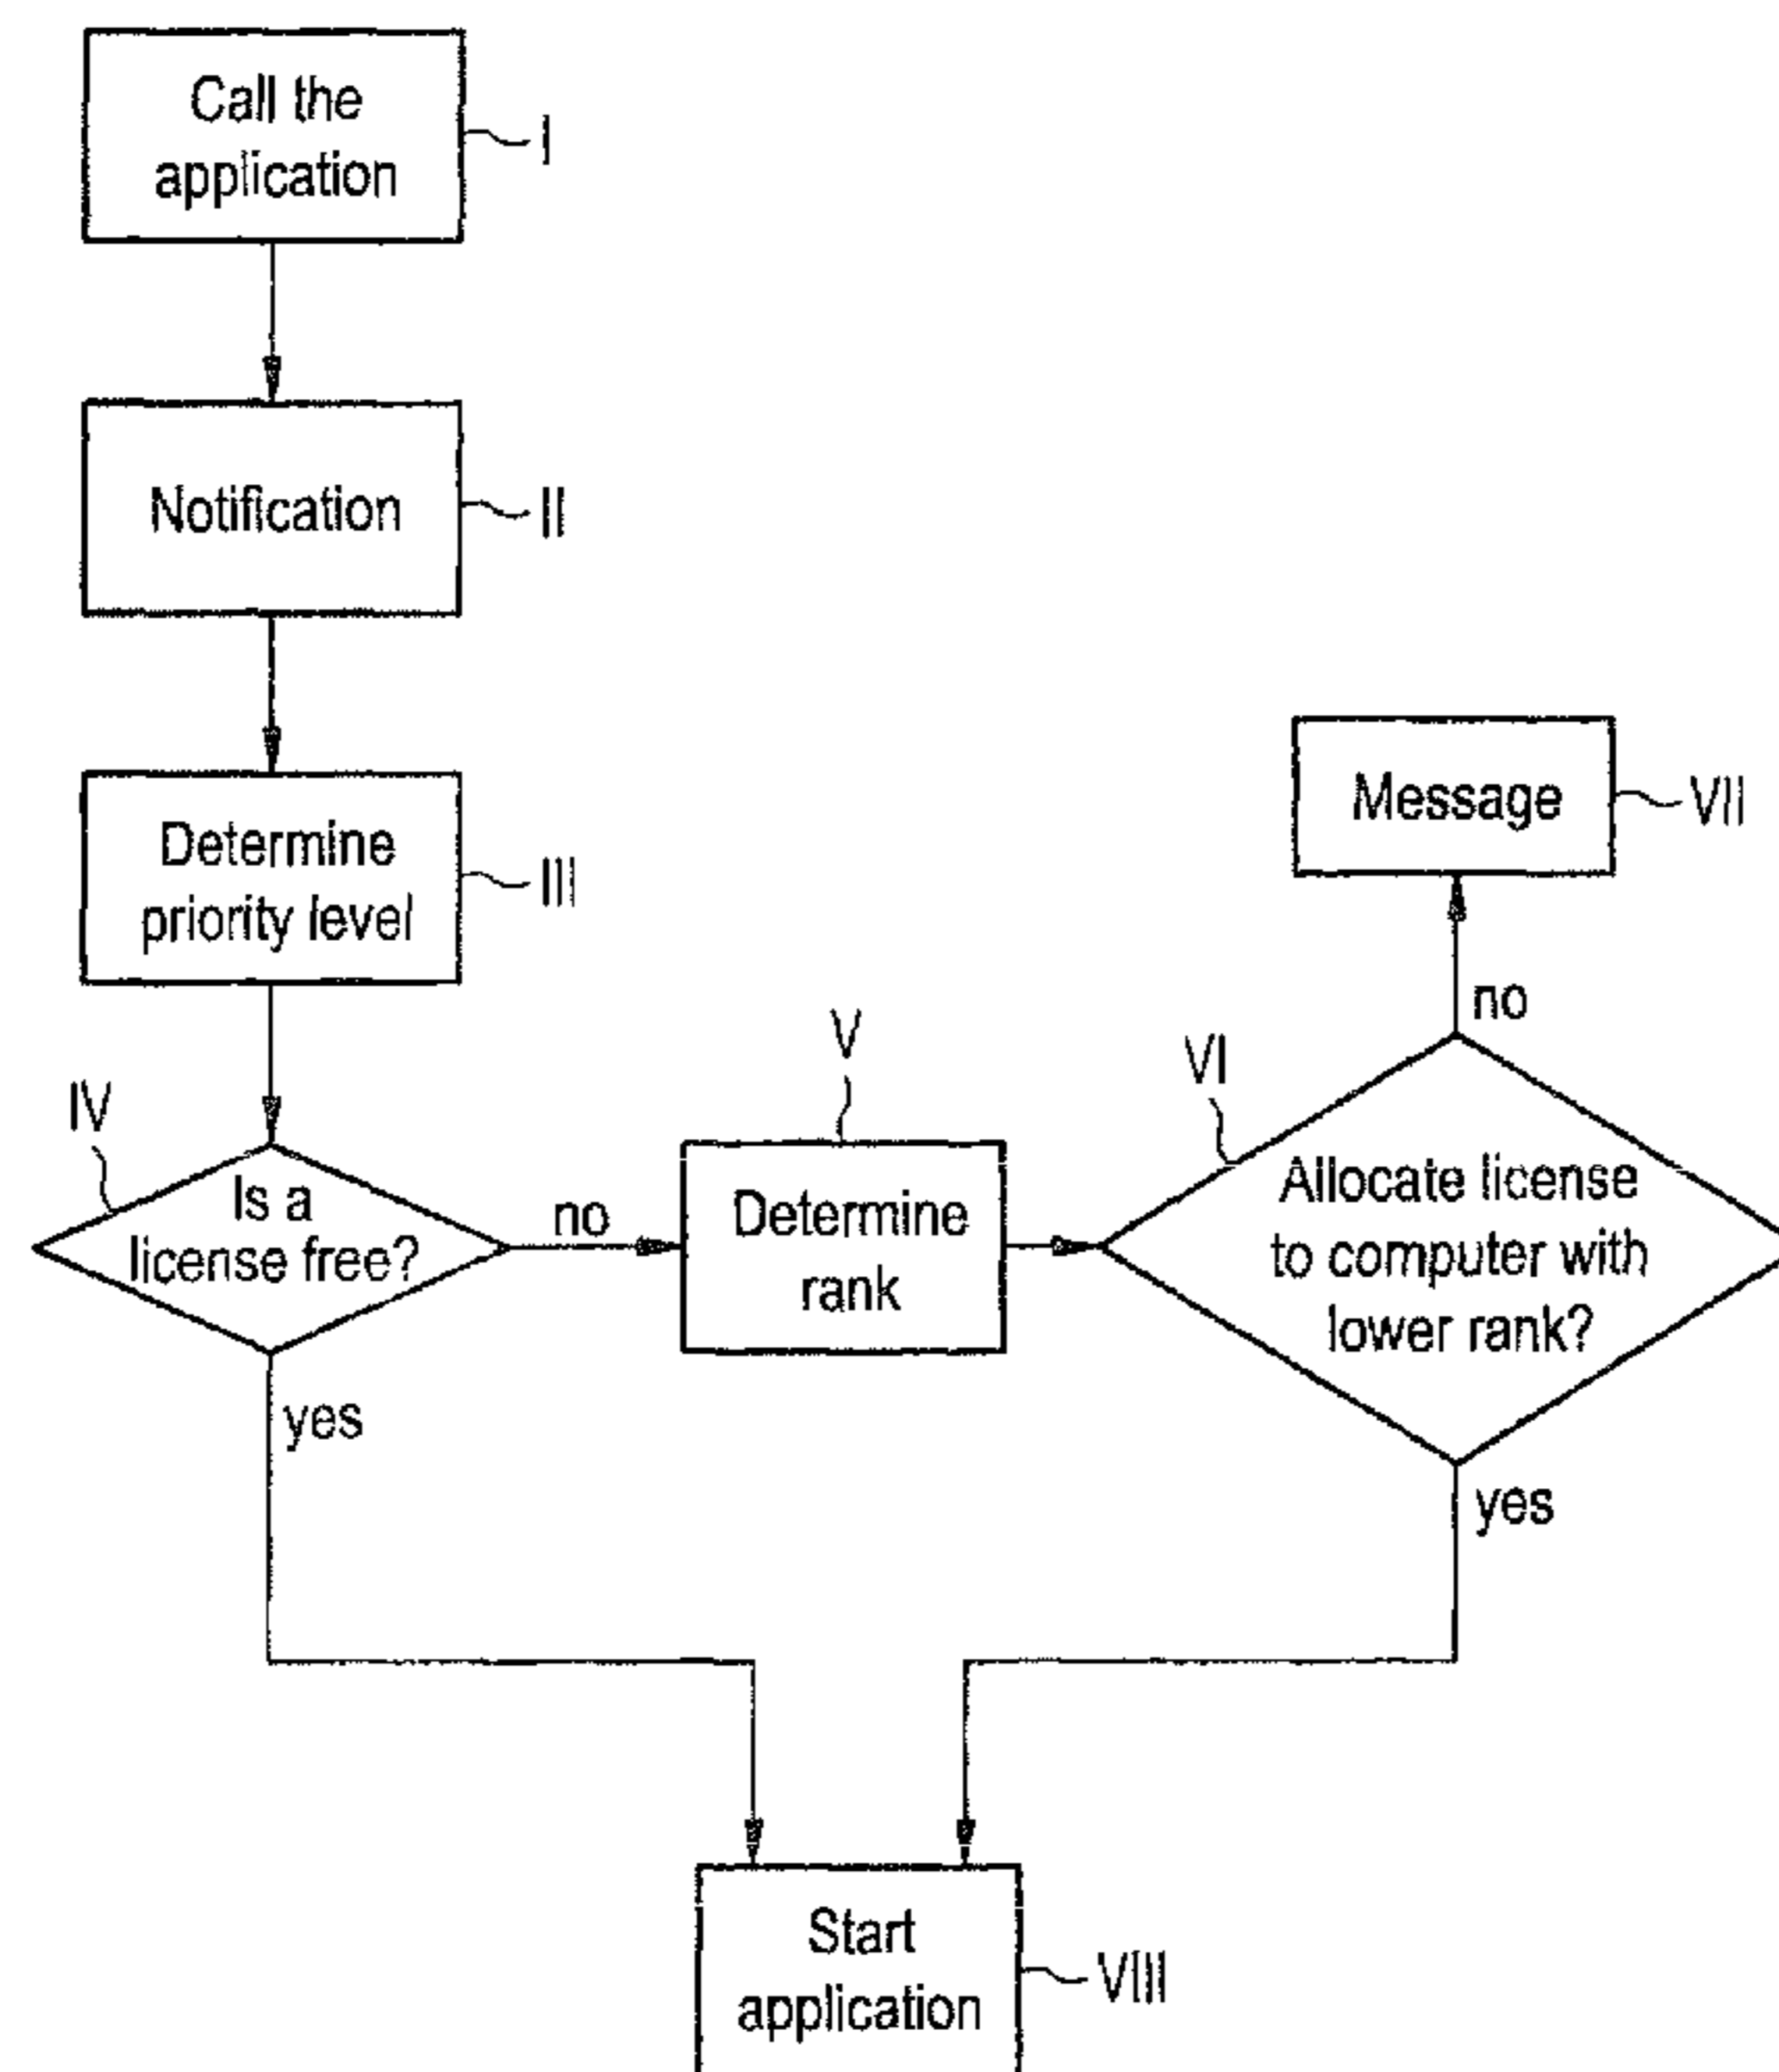 Call the
application
I
Notification
II
Determine
priority level
III
IV
Is a
license free?
no
yes
V
Determine
rank
VI
Allocate license
to computer with
lower rank?
no
yes
Message
VII
Start
application
VIII